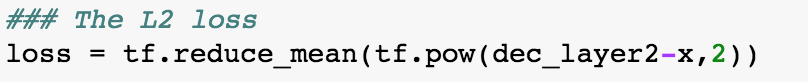 ### The L2 loss
loss = tf.reduce_mean(tf.pow(dec_layer2-x,2))